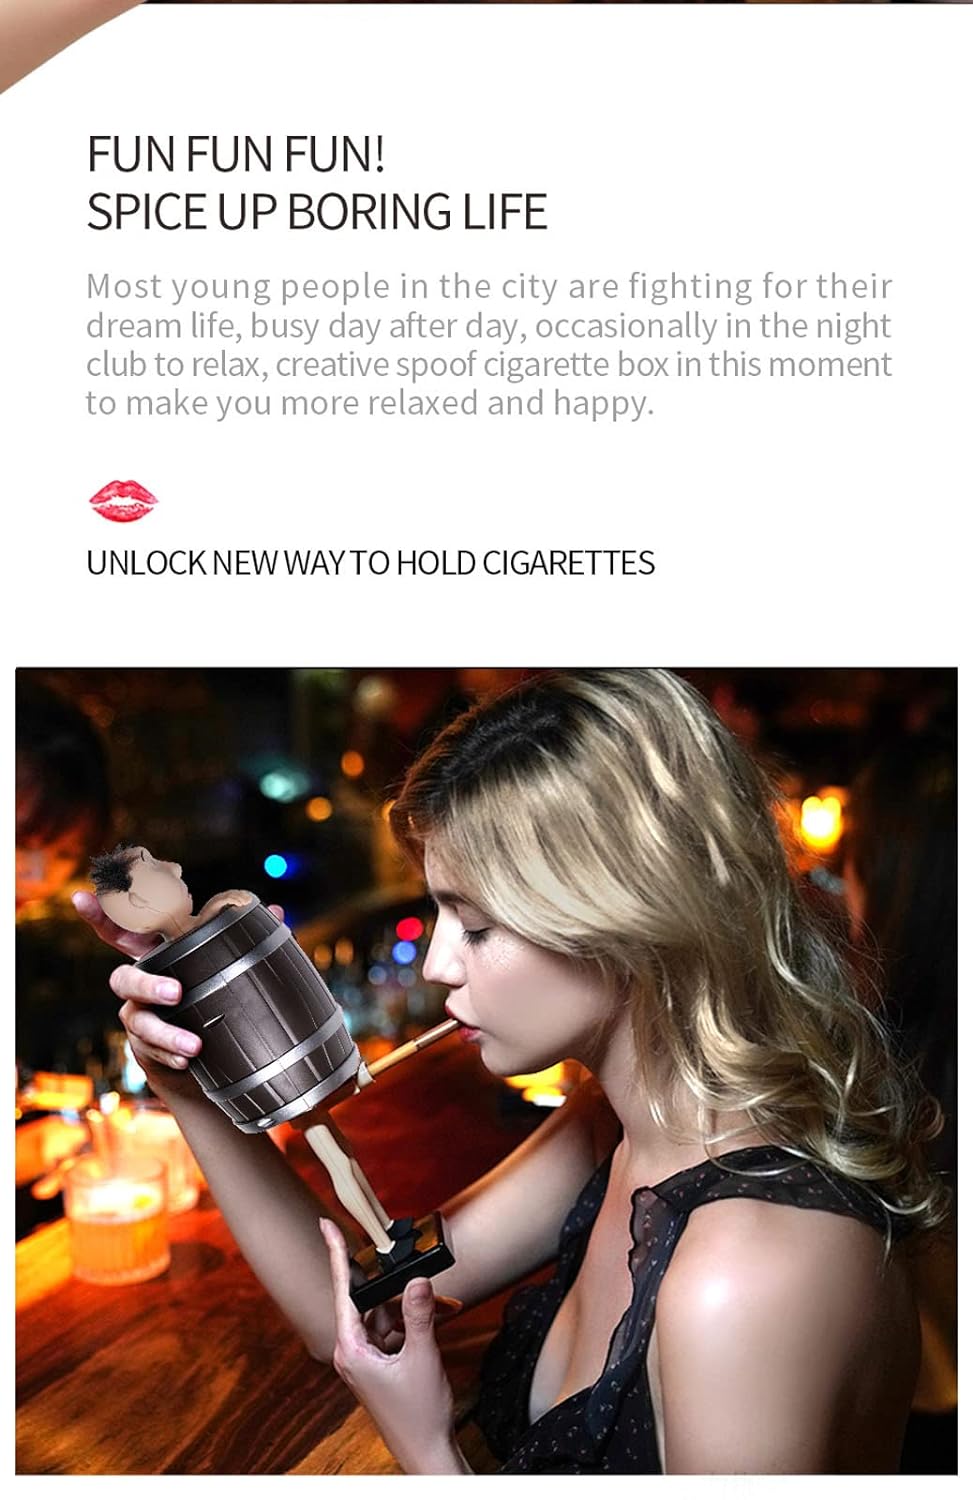 FUN FUN FUN!
SPICE UP BORING LIFE
Most young people in the city are fighting for their
dream life, busy day after day, occasionally in the night
club to relax, creative spoof cigarette box in this moment
to make you more relaxed and happy.
UNLOCK NEW WAY TO HOLD CIGARETTES